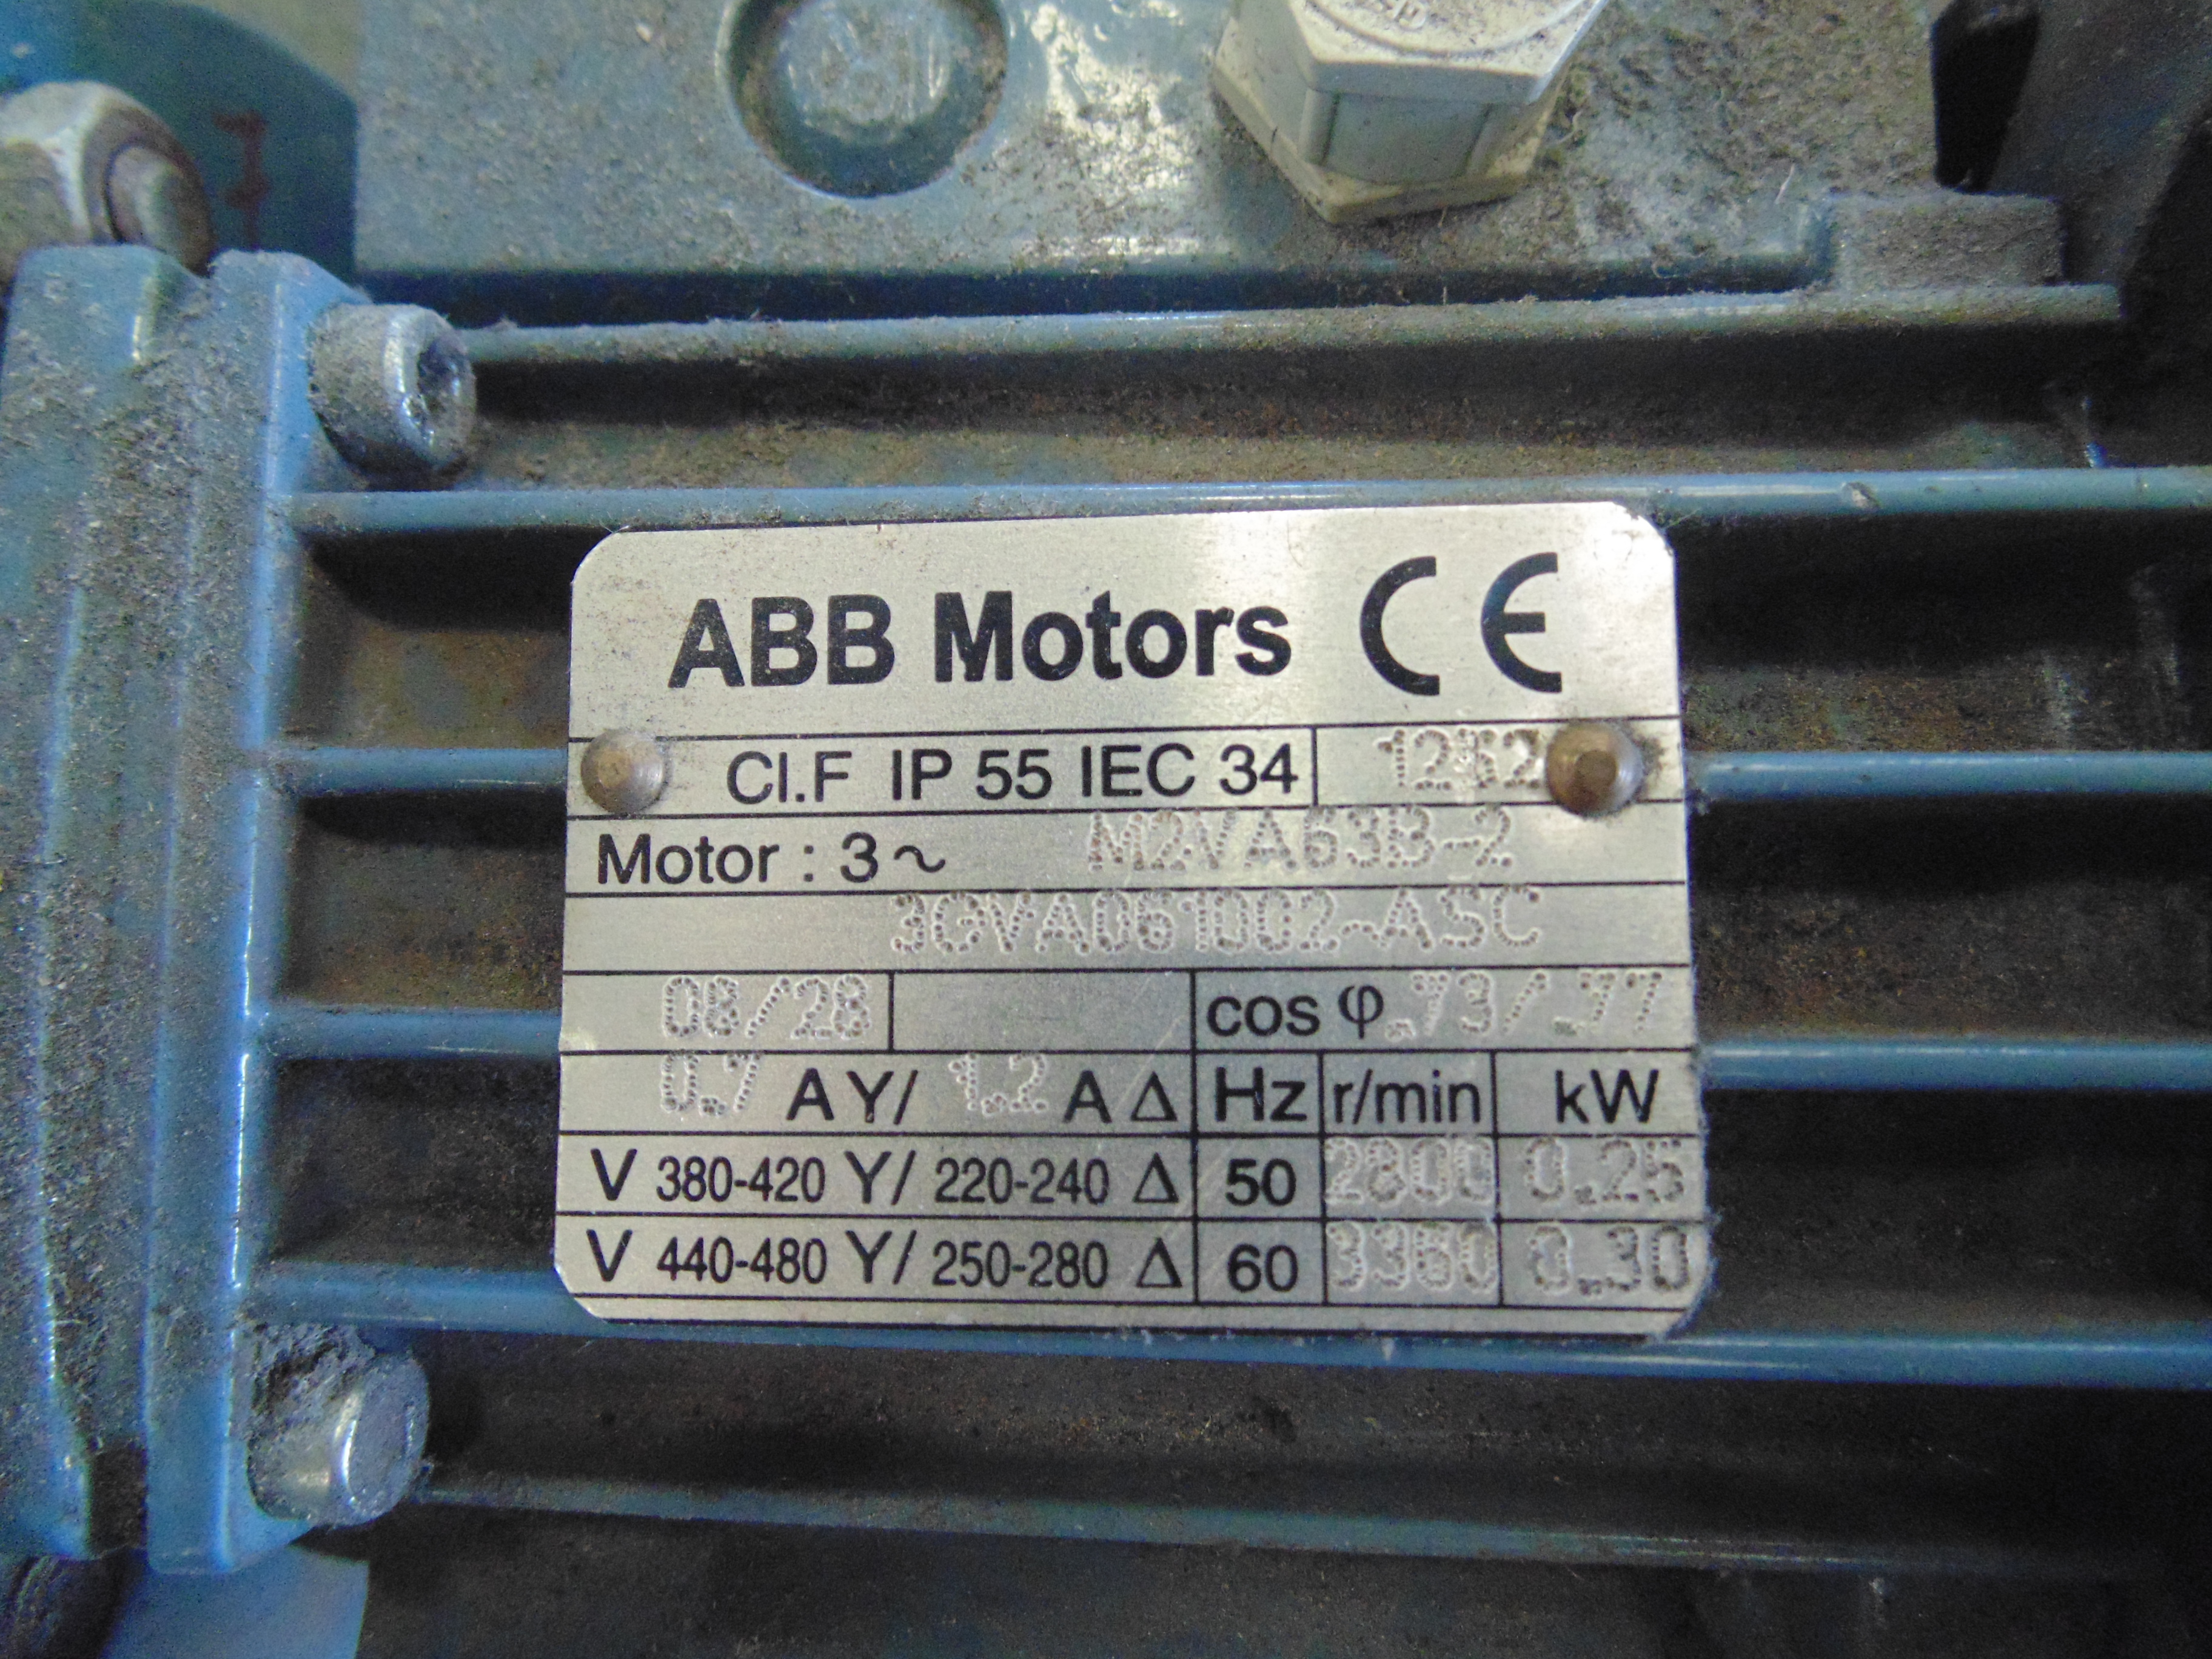 ABB Motors CE
Cl.F IP 55 IEC 34
Motor : 3~ M2VA63B-2
3GVA061002-ASC
08/28 cos φ .73/.77
0.7 A Y/ 1.2 A Δ Hz r/min kW
V 380-420 Y/ 220-240 Δ 50 2800 0.25
V 440-480 Y/ 250-280 Δ 60 3360 0.30